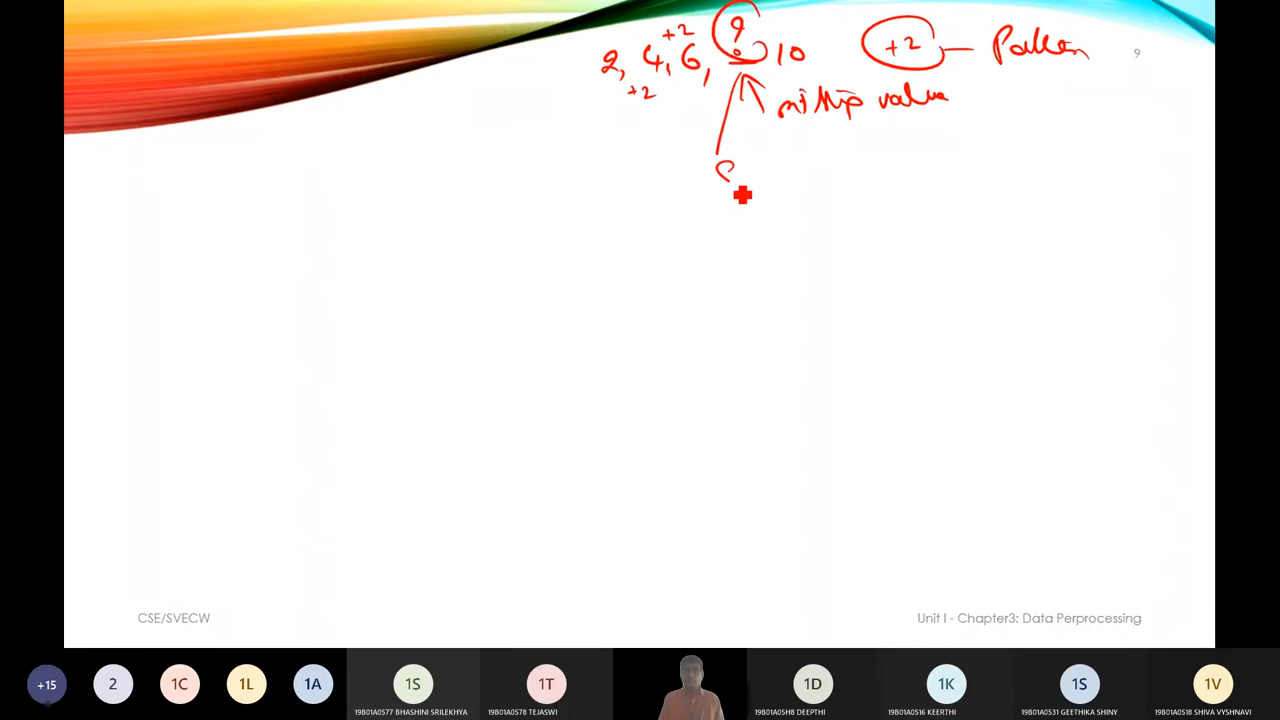 +2
2, 4, 6, ? 10
+2
+2 — Pattern
value
9
CSE/SVECW
Unit I - Chapter3: Data Perprocessing
+15
2
1C
1L
1A
1S
1T
1D
1K
1S
1V
19B01A0577 BHASHINI SRILEKHYA
19B01A0578 TEJASWI
19B01A05H8 DEEPTHI
19B01A0516 KEERTHI
19B01A0531 GEETHIKA SHINY
19B01A0518 SHIVA VYSHNAVI